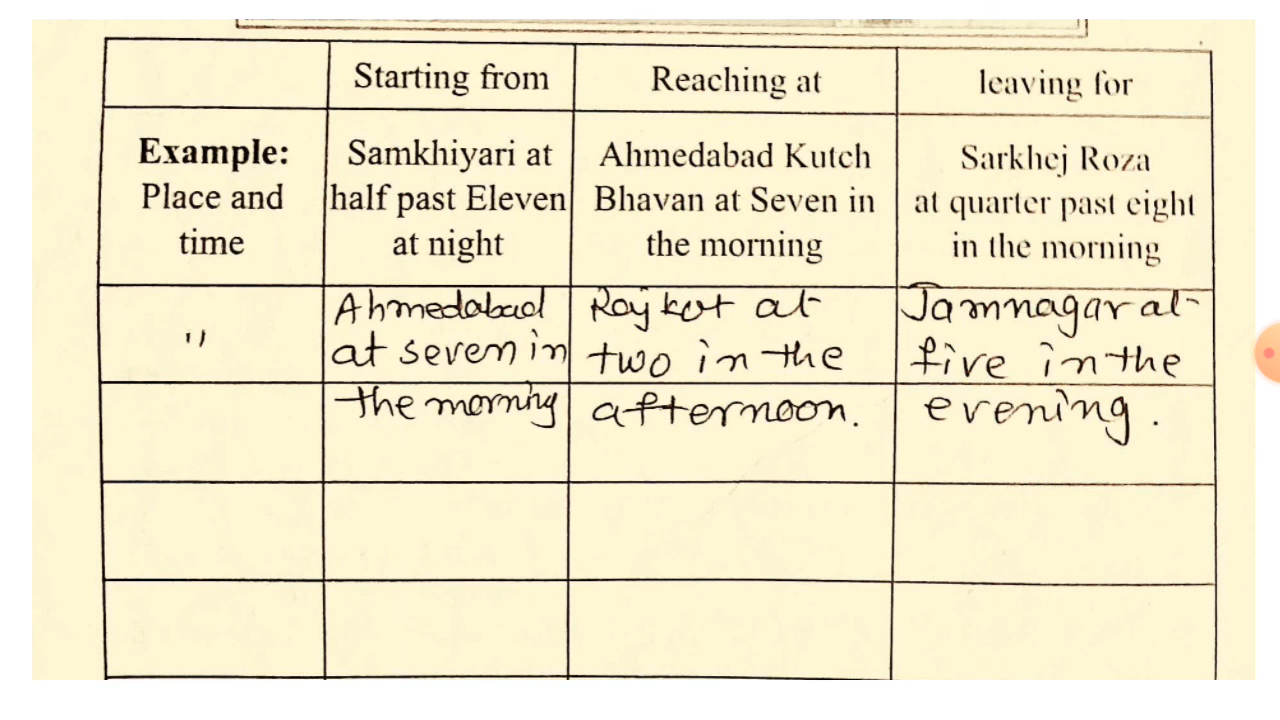 Starting from Reaching at leaving for
Example: Samkhiyari at Ahmedabad Kutch Sarkhej Roza
Place and half past Eleven Bhavan at Seven in at quarter past eight
time at night the morning in the morning
" Ahmedabad Rajkot at Jamnagar at
at seven in two in the five in the
the morning afternoon. evening.